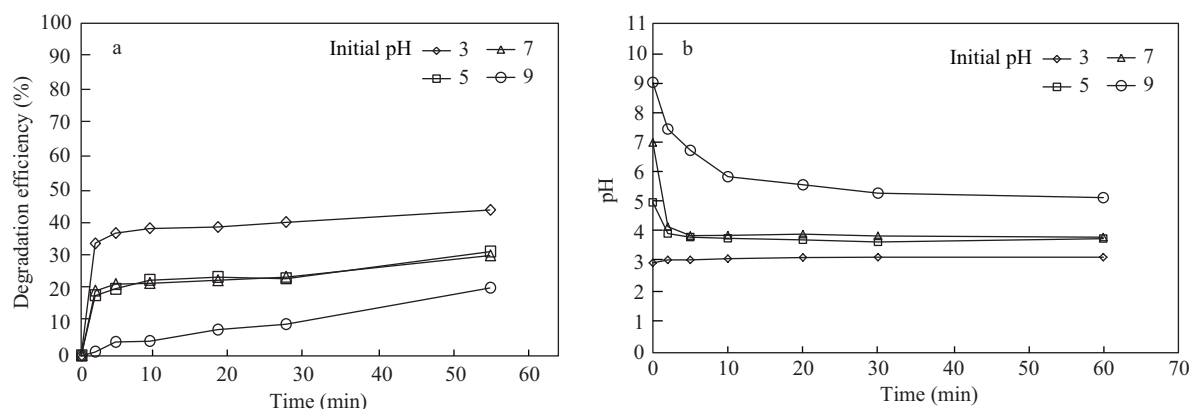 100
90
80
70
60
50
40
30
20
10
0
Degradation efficiency (%)
a
Initial pH 3 7
5 9
0 10 20 30 40 50 60
Time (min)
11
10
9
8
7
6
5
4
3
2
1
0
pH
b
Initial pH 3 7
5 9
0 10 20 30 40 50 60 70
Time (min)